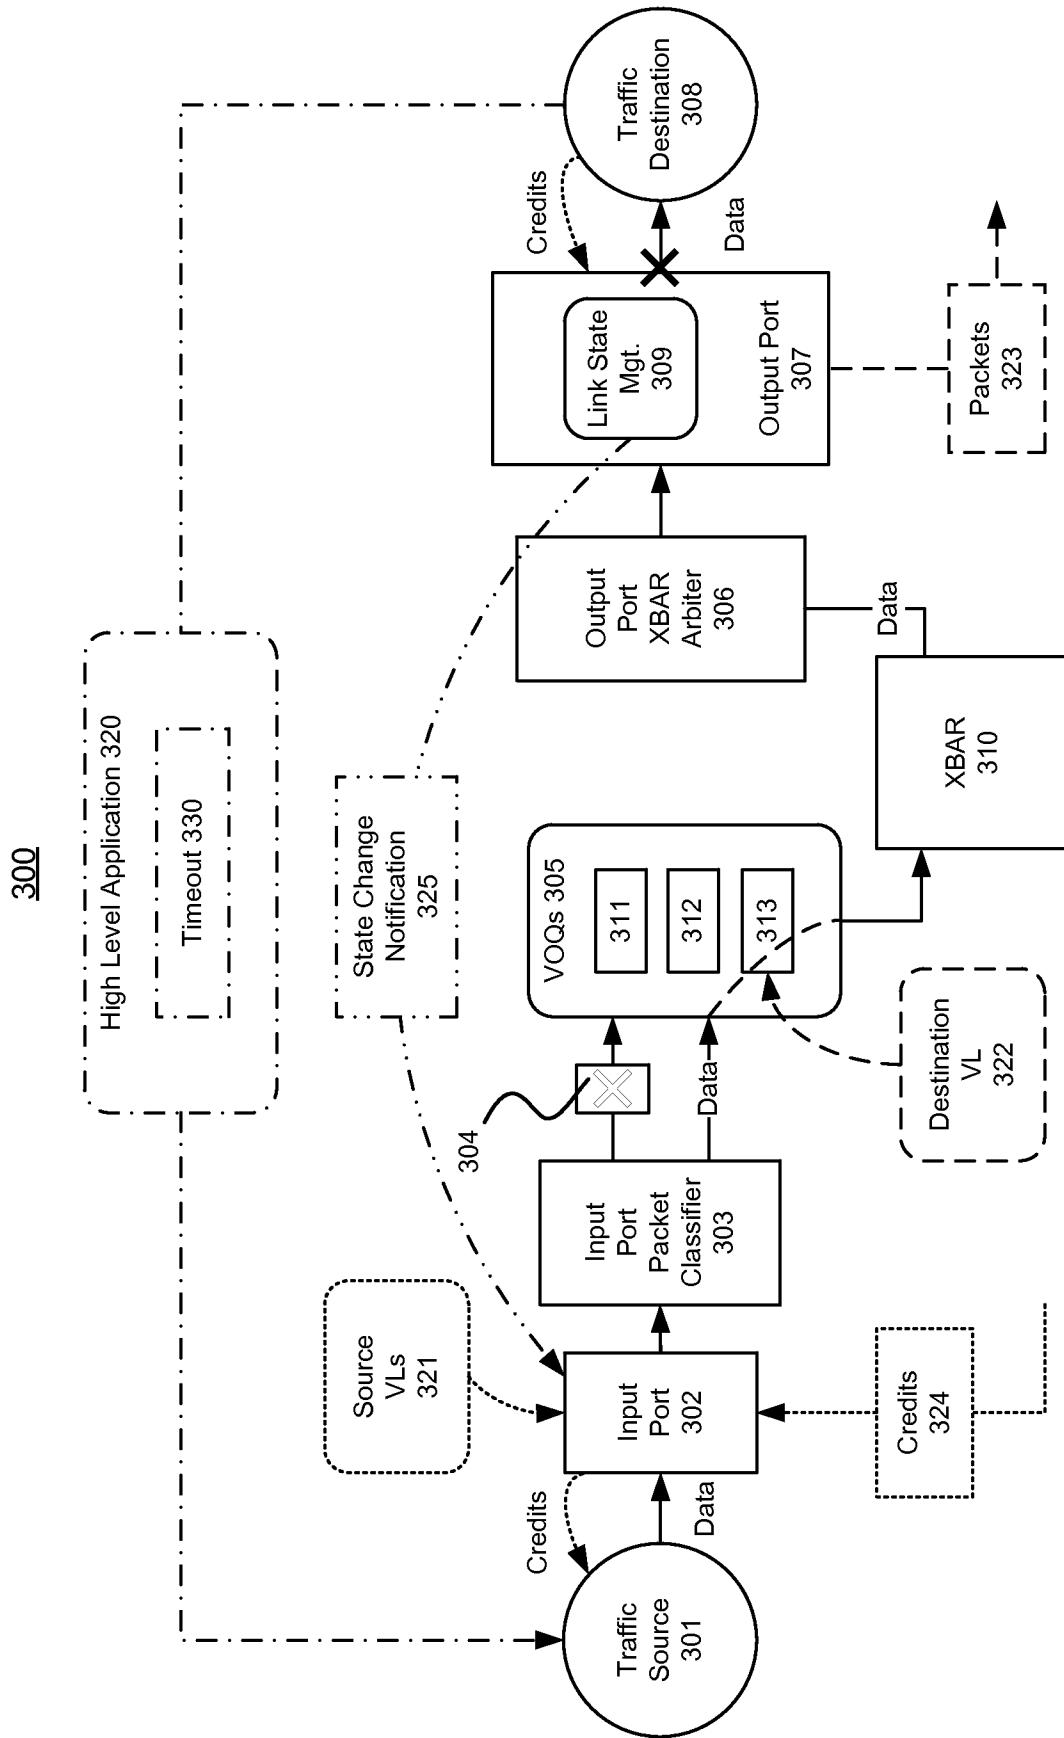 300
High Level Application 320
Timeout 330
State Change
Notification
325
Source
VLs
321
Credits
Credits
Traffic
Source
301
Data
Input
Port
302
Input
Port
Packet
Classifier
303
304
Data
VOQs 305
311
312
313
Output
Port
XBAR
Arbiter
306
Link State
Mgt.
309
Output Port
307
Data
Traffic
Destination
308
Credits
324
Destination
VL
322
XBAR
310
Data
Packets
323